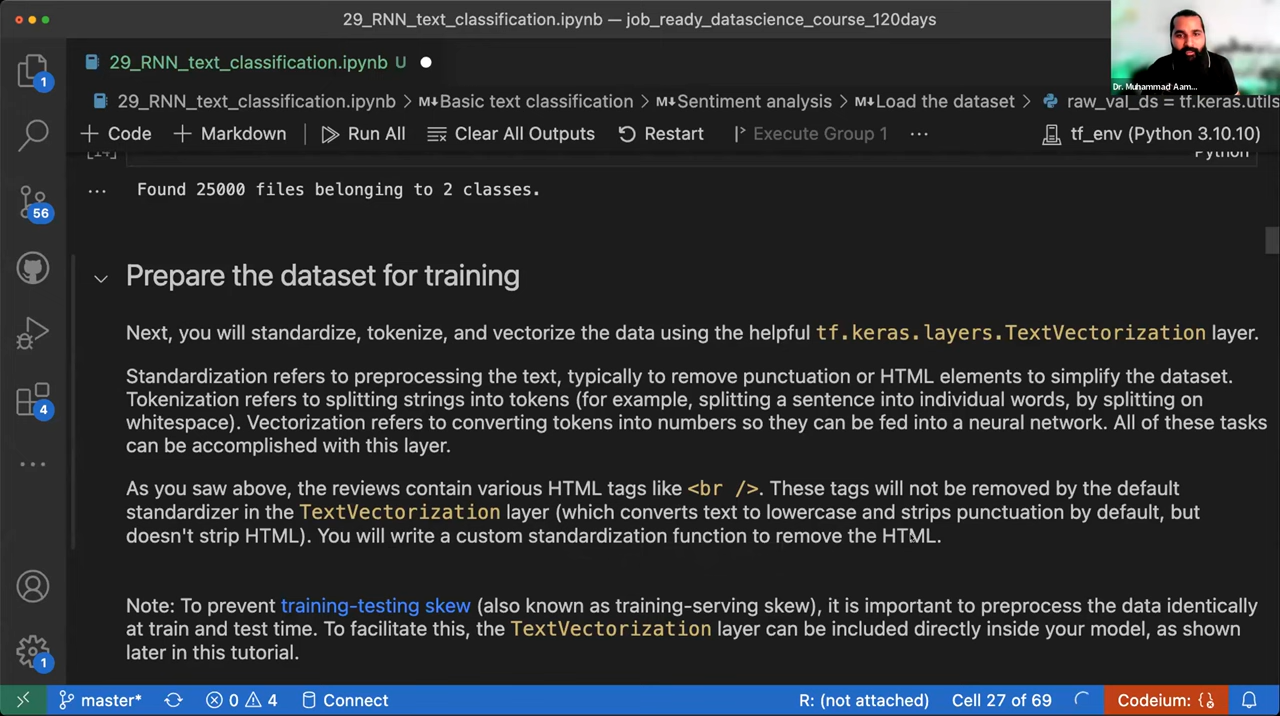 29_RNN_text_classification.ipynb — job_ready_datascience_course_120days
29_RNN_text_classification.ipynb U
Dr. Muhammad Aam...
29_RNN_text_classification.ipynb > M↓Basic text classification > M↓Sentiment analysis > M↓Load the dataset > raw_val_ds = tf.keras.utils
+ Code + Markdown Run All Clear All Outputs Restart Execute Group 1 ... tf_env (Python 3.10.10)
[14] Python
... Found 25000 files belonging to 2 classes.
Prepare the dataset for training
Next, you will standardize, tokenize, and vectorize the data using the helpful tf.keras.layers.TextVectorization layer.
Standardization refers to preprocessing the text, typically to remove punctuation or HTML elements to simplify the dataset.
Tokenization refers to splitting strings into tokens (for example, splitting a sentence into individual words, by splitting on
whitespace). Vectorization refers to converting tokens into numbers so they can be fed into a neural network. All of these tasks
can be accomplished with this layer.
As you saw above, the reviews contain various HTML tags like <br />. These tags will not be removed by the default
standardizer in the TextVectorization layer (which converts text to lowercase and strips punctuation by default, but
doesn't strip HTML). You will write a custom standardization function to remove the HTML.
Note: To prevent training-testing skew (also known as training-serving skew), it is important to preprocess the data identically
at train and test time. To facilitate this, the TextVectorization layer can be included directly inside your model, as shown
later in this tutorial.
1
56
4
1
master* 0 4 Connect R: (not attached) Cell 27 of 69 Codeium: {}